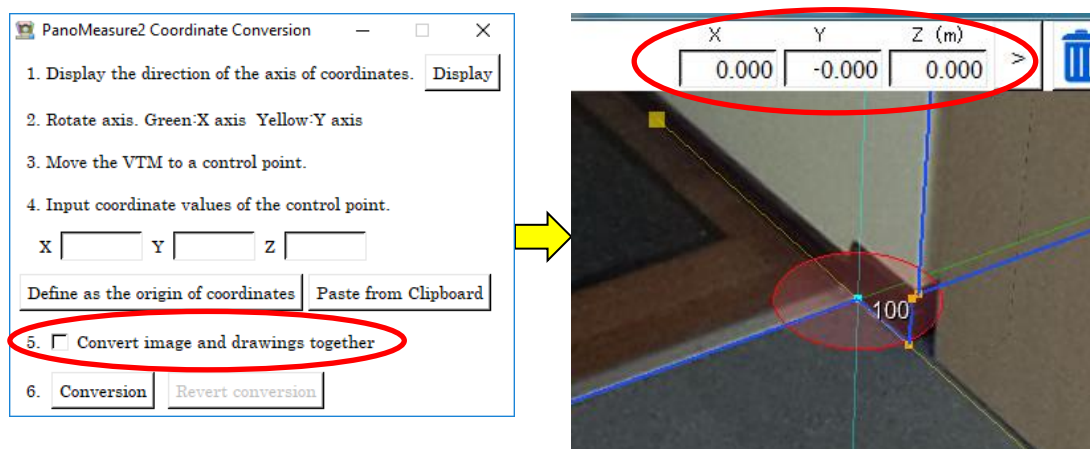 PanoMeasure2 Coordinate Conversion
1. Display the direction of the axis of coordinates. Display
2. Rotate axis. Green:X axis Yellow:Y axis
3. Move the VTM to a control point.
4. Input coordinate values of the control point.
X Y Z
Define as the origin of coordinates Paste from Clipboard
5. Convert image and drawings together
6. Conversion Revert conversion
X Y Z (m)
0.000 -0.000 0.000 >
100